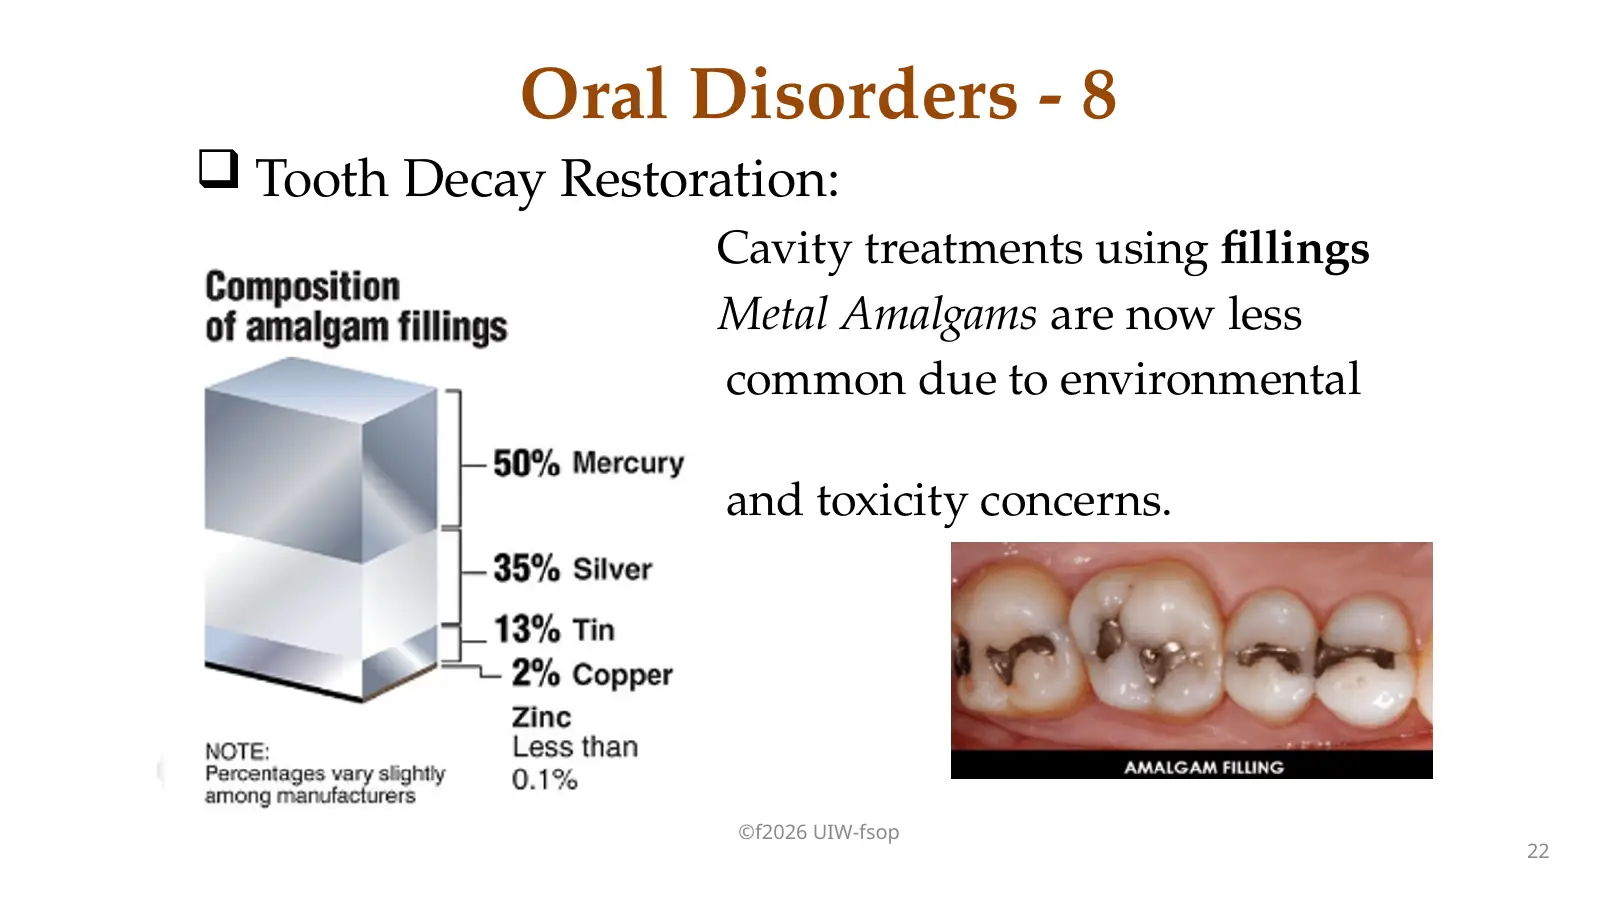 Oral Disorders - 8
Tooth Decay Restoration:
Cavity treatments using fillings
Metal Amalgams are now less
common due to environmental
and toxicity concerns.
Composition
of amalgam fillings
50% Mercury
35% Silver
13% Tin
2% Copper
Zinc
Less than
0.1%
NOTE:
Percentages vary slightly
among manufacturers
AMALGAM FILLING
©f2026 UIW-fsop
22